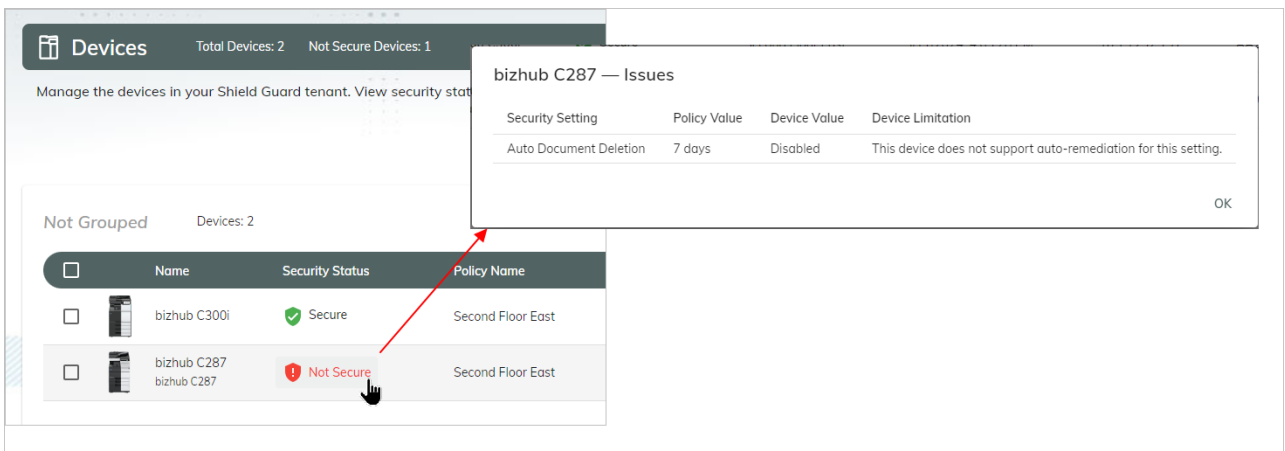 Devices Total Devices: 2 Not Secure Devices: 1
Manage the devices in your Shield Guard tenant. View security stat
bizhub C287 — Issues
Security Setting Policy Value Device Value Device Limitation
Auto Document Deletion 7 days Disabled This device does not support auto-remediation for this setting.
OK
Not Grouped Devices: 2
Name Security Status Policy Name
bizhub C300i Secure Second Floor East
bizhub C287 Not Secure Second Floor East
bizhub C287